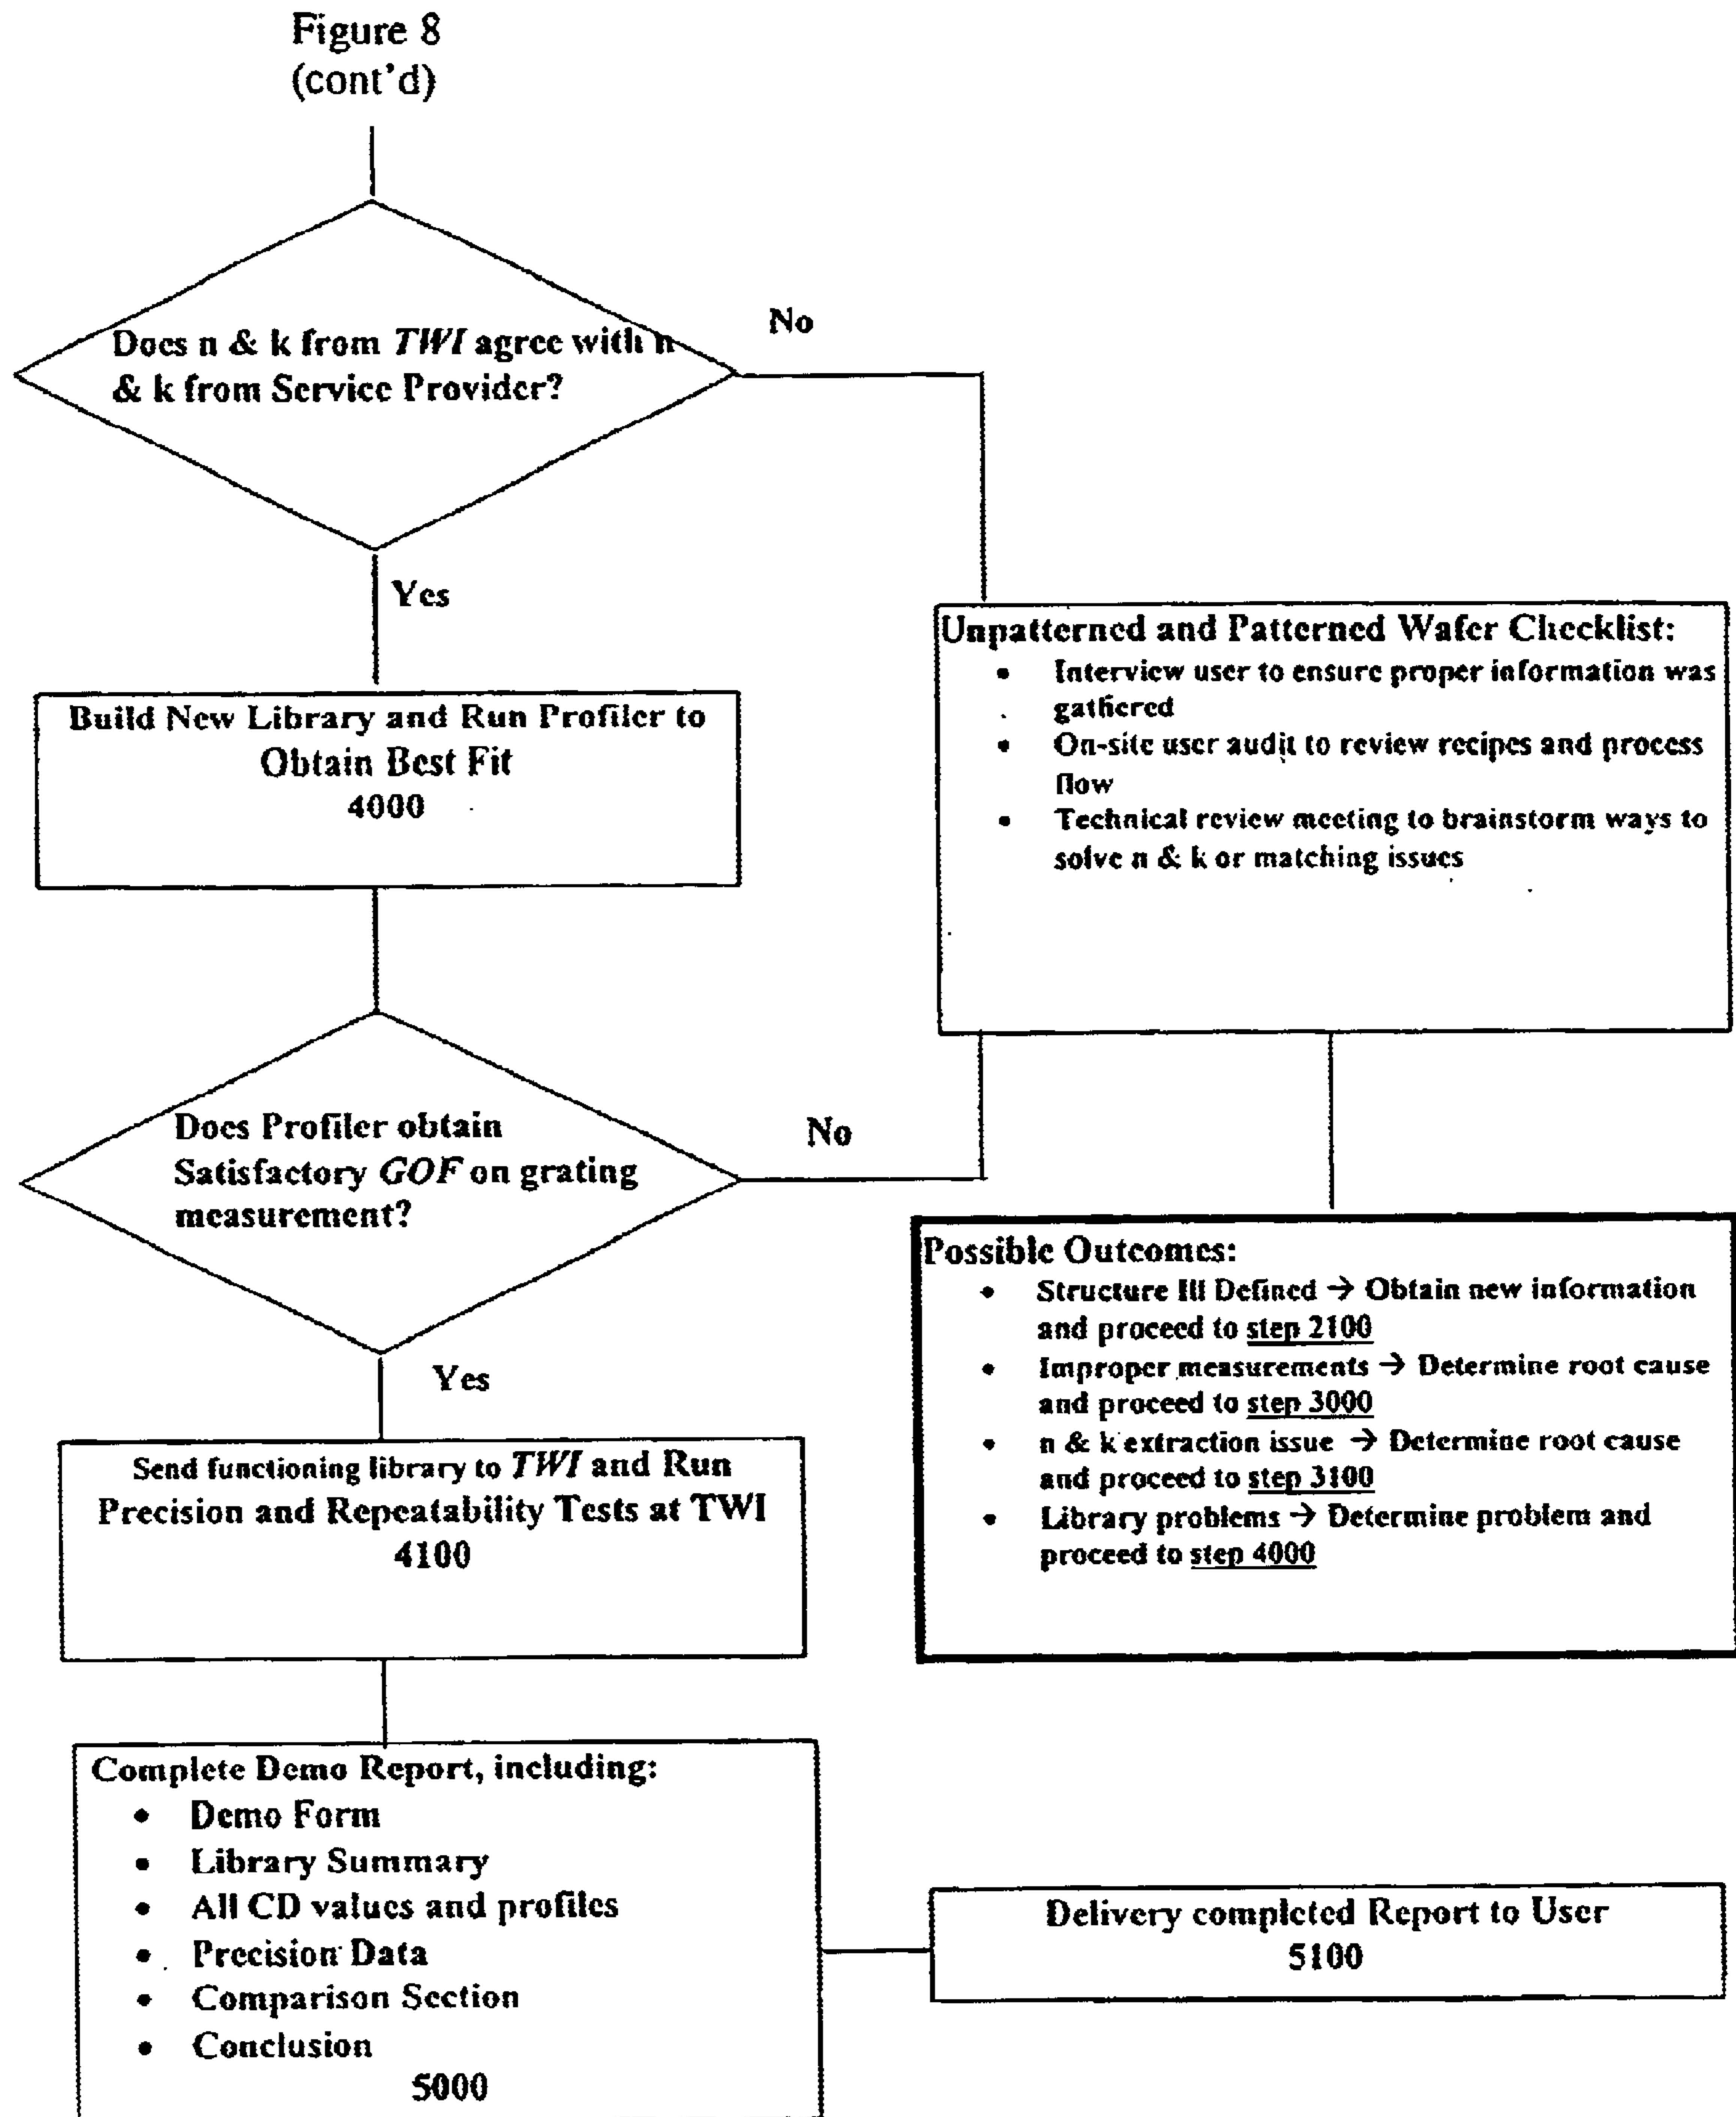 Figure 8
(cont'd)
Does n & k from TWI agree with n
& k from Service Provider?
No
Yes
Build New Library and Run Profiler to
Obtain Best Fit
4000
Unpatterned and Patterned Wafer Checklist:
• Interview user to ensure proper information was
gathered
• On-site user audit to review recipes and process
flow
• Technical review meeting to brainstorm ways to
solve n & k or matching issues
Does Profiler obtain
Satisfactory GOF on grating
measurement?
No
Yes
Possible Outcomes:
• Structure Ill Defined → Obtain new information
and proceed to step 2100
• Improper measurements → Determine root cause
and proceed to step 3000
• n & k extraction issue → Determine root cause
and proceed to step 3100
• Library problems → Determine problem and
proceed to step 4000
Send functioning library to TWI and Run
Precision and Repeatability Tests at TWI
4100
Complete Demo Report, including:
• Demo Form
• Library Summary
• All CD values and profiles
• Precision Data
• Comparison Section
• Conclusion
5000
Delivery completed Report to User
5100